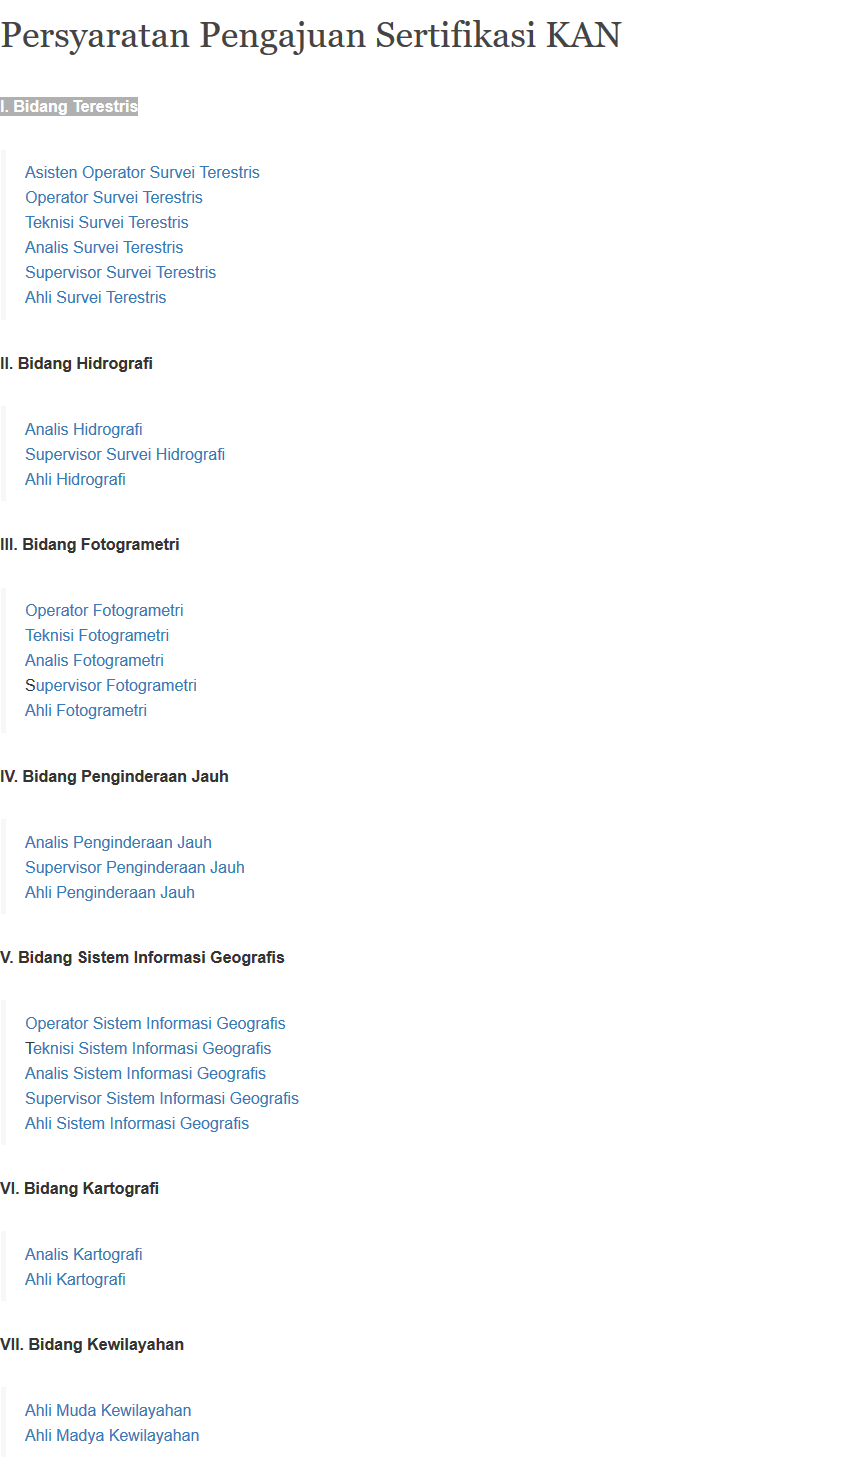 Persyaratan Pengajuan Sertifikasi KAN
I. Bidang Terestris
Asisten Operator Survei Terestris
Operator Survei Terestris
Teknisi Survei Terestris
Analis Survei Terestris
Supervisor Survei Terestris
Ahli Survei Terestris
II. Bidang Hidrografi
Analis Hidrografi
Supervisor Survei Hidrografi
Ahli Hidrografi
III. Bidang Fotogrametri
Operator Fotogrametri
Teknisi Fotogrametri
Analis Fotogrametri
Supervisor Fotogrametri
Ahli Fotogrametri
IV. Bidang Penginderaan Jauh
Analis Penginderaan Jauh
Supervisor Penginderaan Jauh
Ahli Penginderaan Jauh
V. Bidang Sistem Informasi Geografis
Operator Sistem Informasi Geografis
Teknisi Sistem Informasi Geografis
Analis Sistem Informasi Geografis
Supervisor Sistem Informasi Geografis
Ahli Sistem Informasi Geografis
VI. Bidang Kartografi
Analis Kartografi
Ahli Kartografi
VII. Bidang Kewilayahan
Ahli Muda Kewilayahan
Ahli Madya Kewilayahan